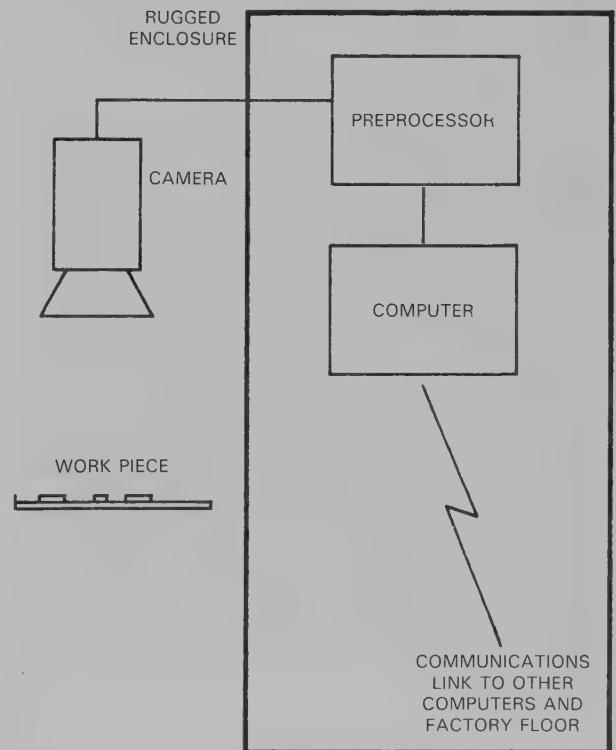 RUGGED
ENCLOSURE
PREPROCESSOR
CAMERA
COMPUTER
WORK PIECE
COMMUNICATIONS
LINK TO OTHER
COMPUTERS AND
FACTORY FLOOR